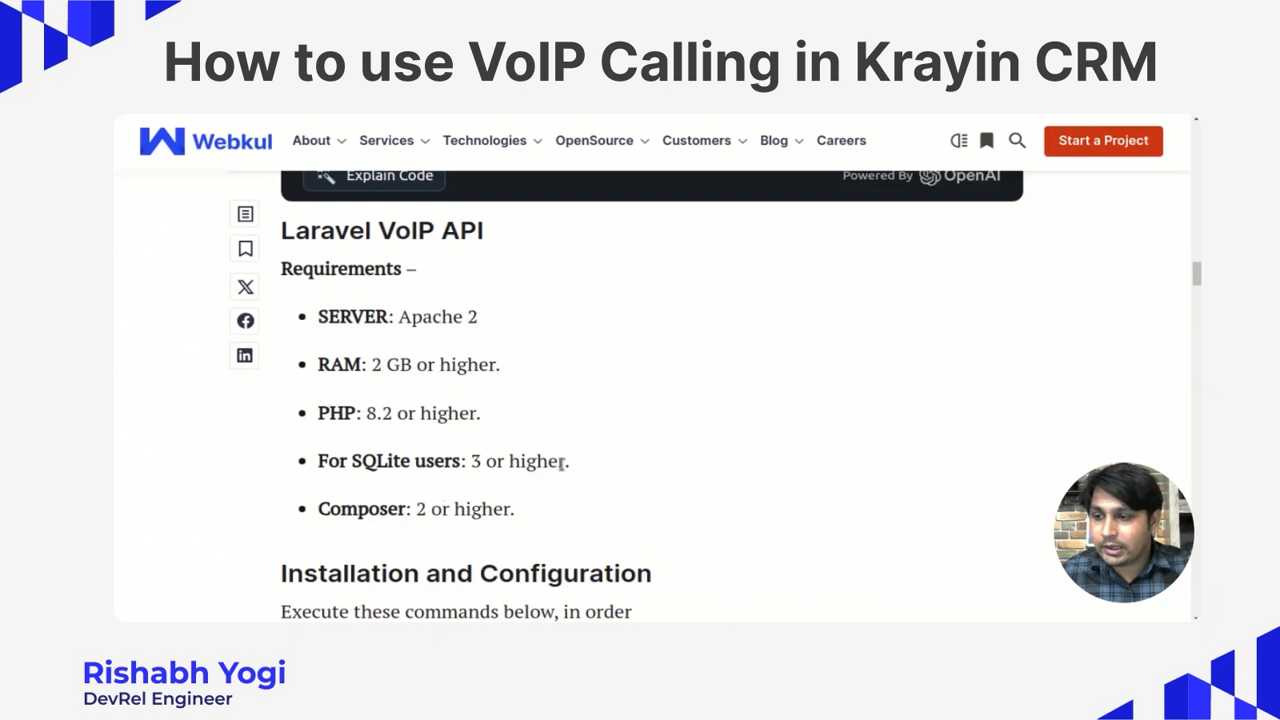 How to use VoIP Calling in Krayin CRM
Webkul About Services Technologies OpenSource Customers Blog Careers Start a Project
Explain Code Powered By OpenAI
Laravel VoIP API
Requirements –
• SERVER: Apache 2
• RAM: 2 GB or higher.
• PHP: 8.2 or higher.
• For SQLite users: 3 or higher.
• Composer: 2 or higher.
Installation and Configuration
Execute these commands below, in order
Rishabh Yogi
DevRel Engineer